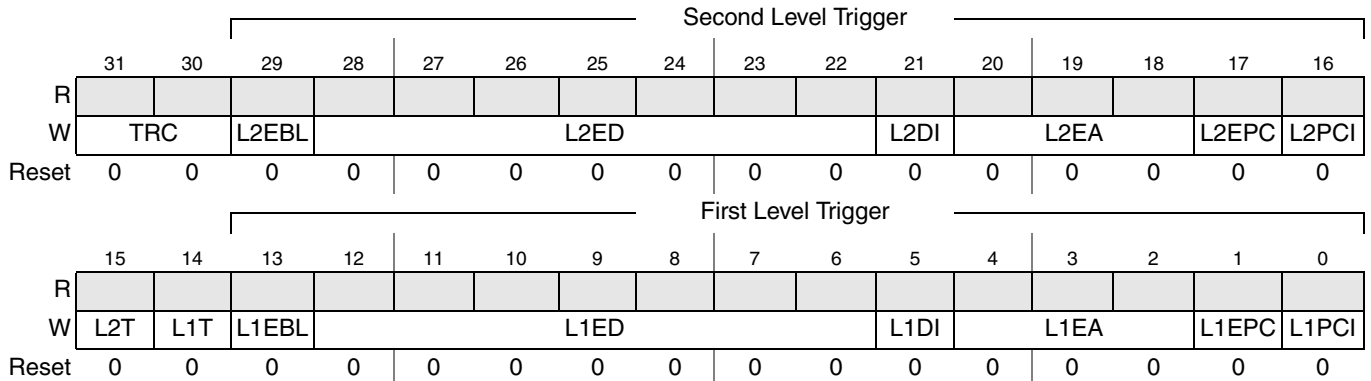 Second Level Trigger
31 30 29 28 27 26 25 24 23 22 21 20 19 18 17 16
R
W TRC L2EBL L2ED L2DI L2EA L2EPC L2PCI
Reset 0 0 0 0 0 0 0 0 0 0 0 0 0 0 0 0
First Level Trigger
15 14 13 12 11 10 9 8 7 6 5 4 3 2 1 0
R
W L2T L1T L1EBL L1ED L1DI L1EA L1EPC L1PCI
Reset 0 0 0 0 0 0 0 0 0 0 0 0 0 0 0 0